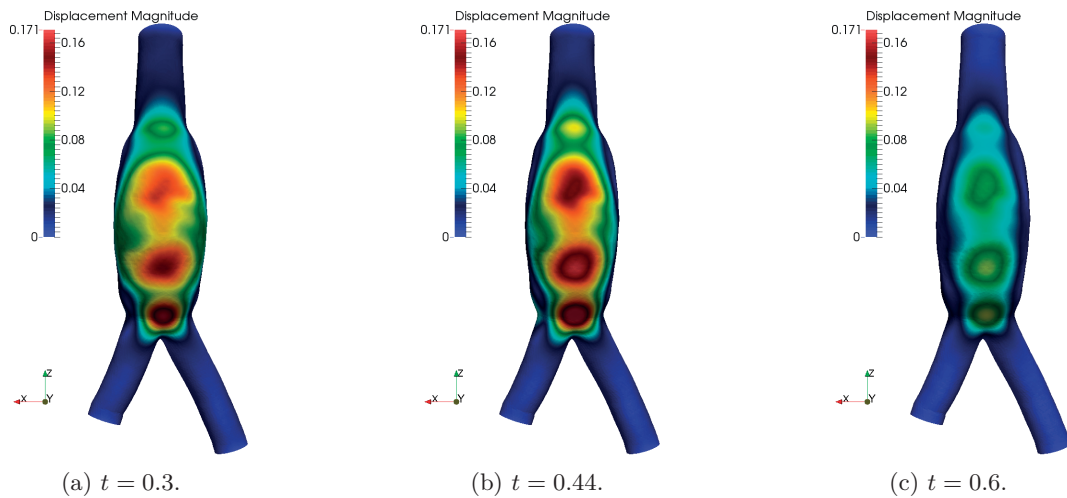 Displacement Magnitude
0.171
0.16
0.12
0.08
0.04
0
Z
X
Y
(a) t = 0.3.
Displacement Magnitude
0.171
0.16
0.12
0.08
0.04
0
Z
X
Y
(b) t = 0.44.
Displacement Magnitude
0.171
0.16
0.12
0.08
0.04
0
Z
X
Y
(c) t = 0.6.